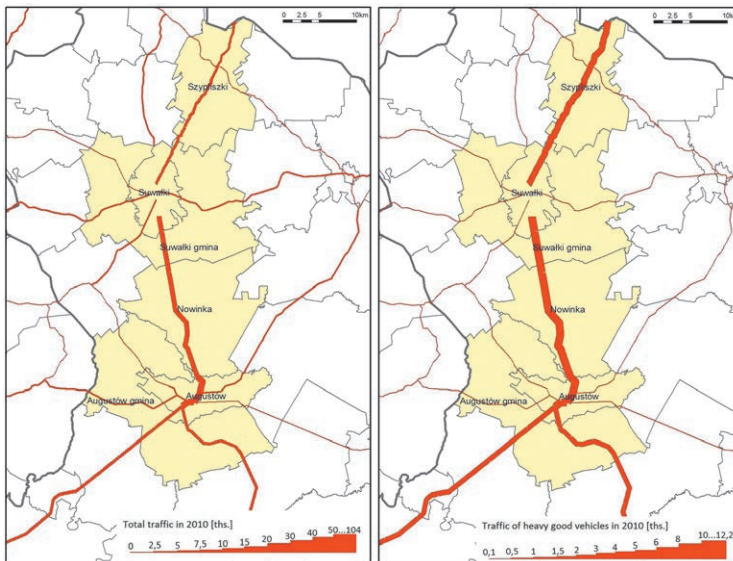 0 2,5 5 10km
Szypliszki
Suwałki
Suwałki gmina
Nowinka
Augustów gmina
Augustów
Total traffic in 2010 [ths.]
0 2,5 5 7,5 10 15 20 30 40 50...104
0 2,5 5 10km
Szypliszki
Suwałki
Suwałki gmina
Nowinka
Augustów gmina
Augustów
Traffic of heavy good vehicles in 2010 [ths.]
0,1 0,5 1 1,5 2 3 4 6 8 10...12,2